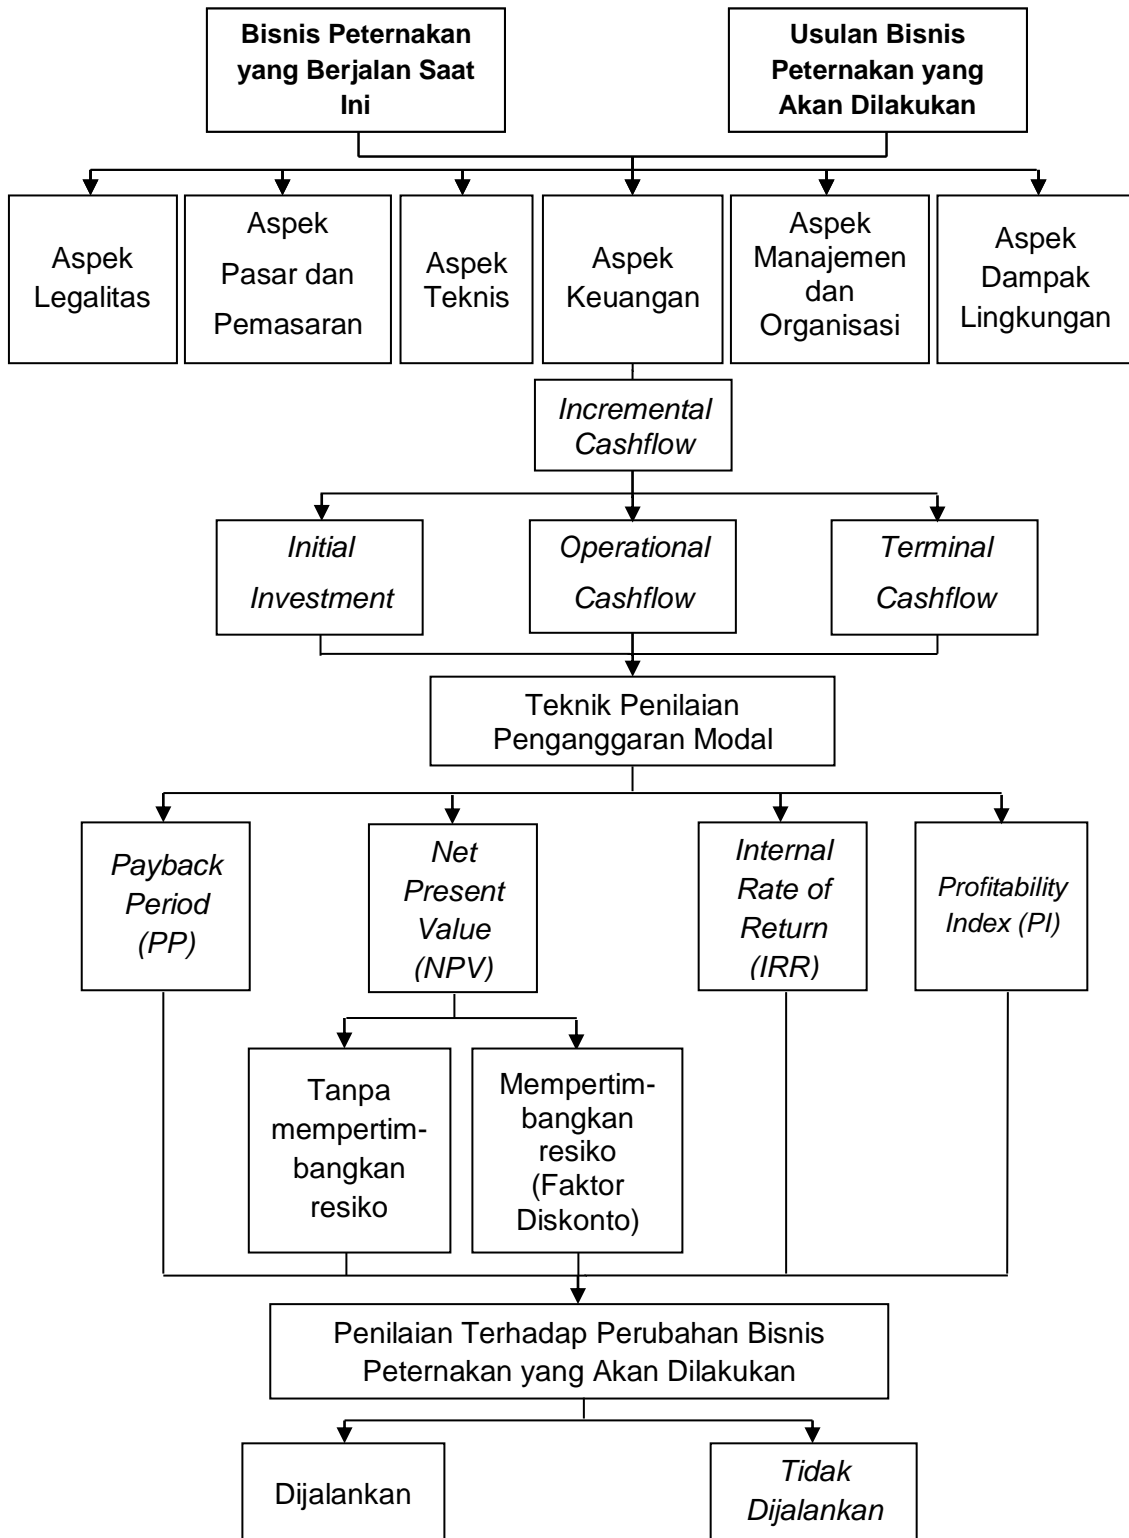 Bisnis Peternakan
yang Berjalan Saat
Ini
Usulan Bisnis
Peternakan yang
Akan Dilakukan
Aspek
Legalitas
Aspek
Pasar dan
Pemasaran
Aspek
Teknis
Aspek
Keuangan
Aspek
Manajemen
dan
Organisasi
Aspek
Dampak
Lingkungan
Incremental
Cashflow
Initial
Investment
Operational
Cashflow
Terminal
Cashflow
Teknik Penilaian
Penganggaran Modal
Payback
Period
(PP)
Net
Present
Value
(NPV)
Internal
Rate of
Return
(IRR)
Profitability
Index (PI)
Tanpa
mempertim-
bangkan
resiko
Mempertim-
bangkan
resiko
(Faktor
Diskonto)
Penilaian Terhadap Perubahan Bisnis
Peternakan yang Akan Dilakukan
Dijalankan
Tidak
Dijalankan